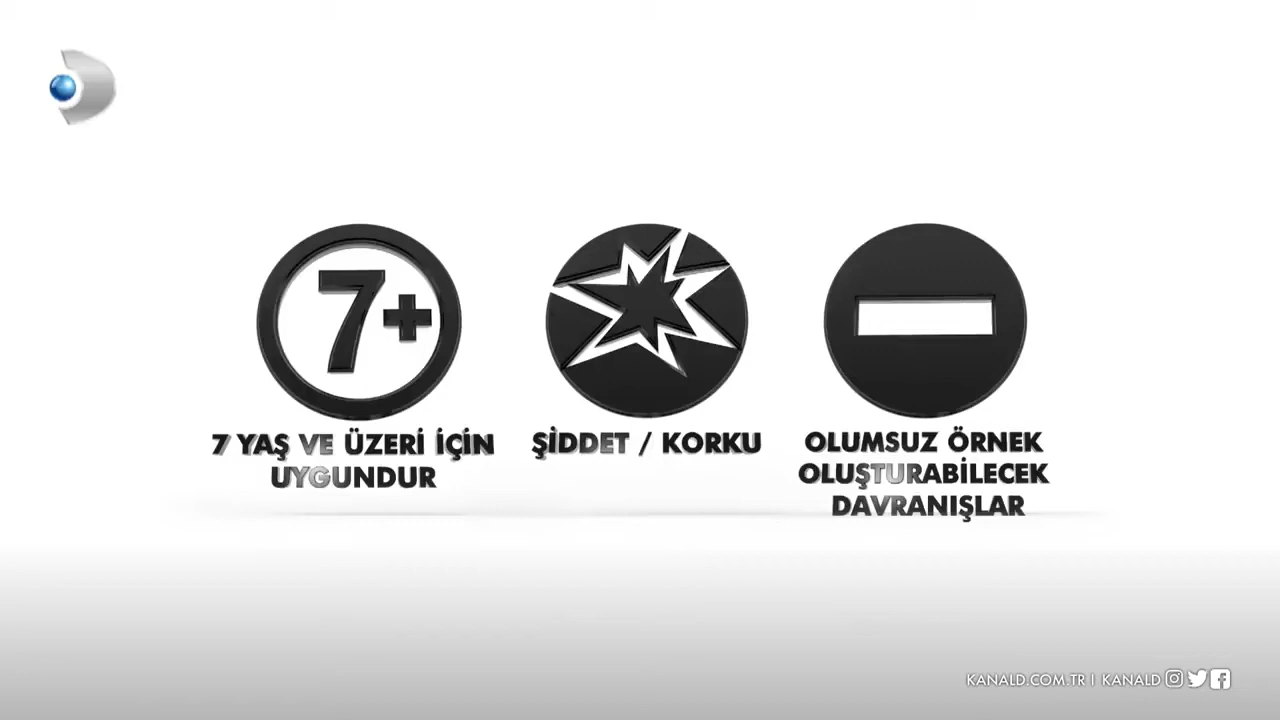 7+
7 YAŞ VE ÜZERİ İÇİN
UYGUNDUR
ŞİDDET / KORKU
OLUMSUZ ÖRNEK
OLUŞTURABİLECEK
DAVRANIŞLAR
KANALD.COM.TR | KANALD